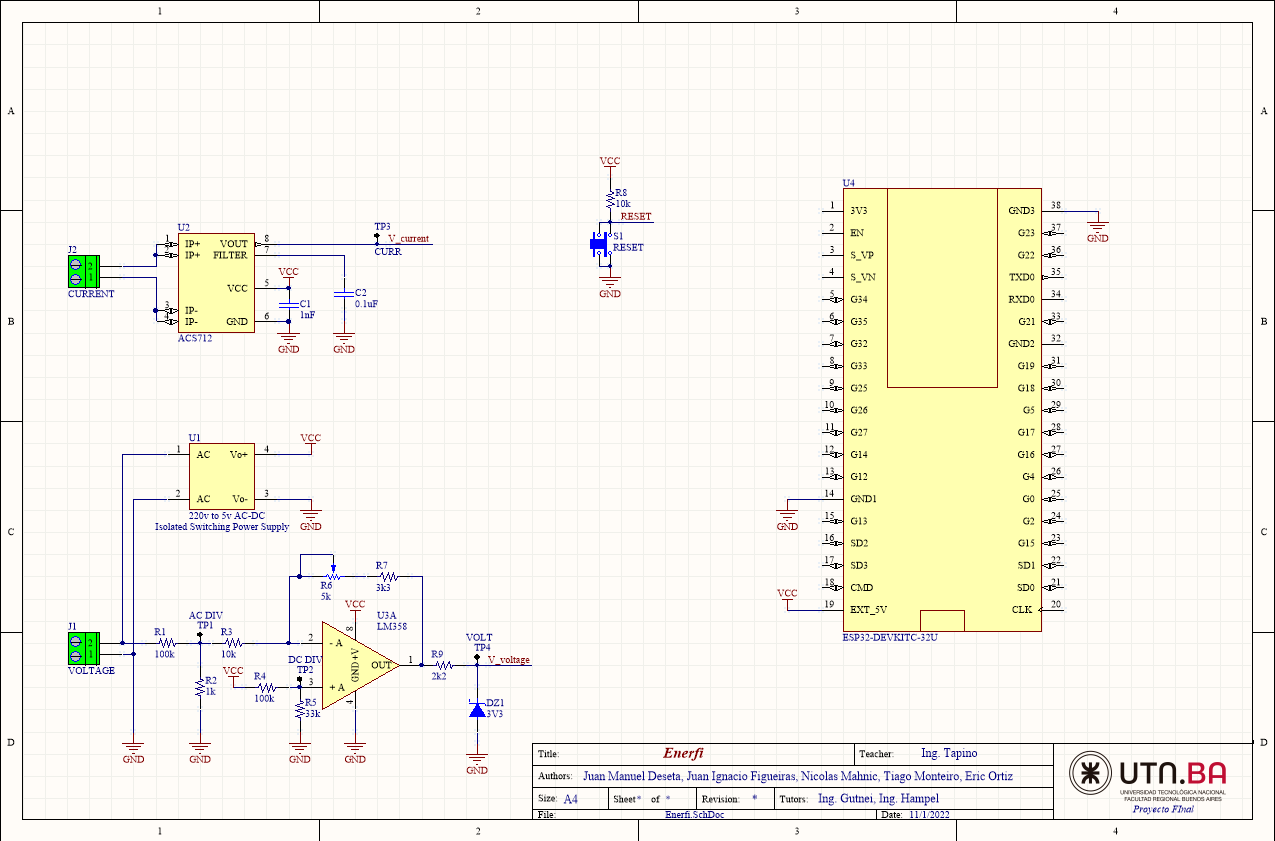 1 2 3 4
A A
B B
C C
D D
VCC
R8
10k
RESET
S1
RESET
GND
J2
2
1
CURRENT
U2
1 IP+ VOUT 8
IP+ FILTER 7
VCC 5
3 IP-
IP- GND 6
ACS712
TP3
V_current
CURR
VCC
C1
1nF
GND
C2
0.1uF
GND
U4
1 3V3 GND3 38
2 EN G23 37
3 S_VP G22 36
4 S_VN TXD0 35
5 G34 RXD0 34
6 G35 G21 33
7 G32 GND2 32
8 G33 G19 31
9 G25 G18 30
10 G26 G5 29
11 G27 G17 28
12 G14 G16 27
13 G12 G4 26
14 GND1 G0 25
15 G13 G2 24
16 SD2 G15 23
17 SD3 SD1 22
18 CMD SD0 21
19 EXT_5V CLK 20
ESP32-DEVKITC-32U
GND
GND
VCC
U1
1 AC Vo+ 4
2 AC Vo- 3
220v to 5v AC-DC
Isolated Switching Power Supply
VCC
GND
J1
2
1
VOLTAGE
R1
100k
AC DIV
TP1
R3
10k
R2
1k
VCC
R4
100k
DC DIV
TP2
R5
33k
R6
5k
R7
3k3
VCC
U3A
LM358
8
2 - A
GND +V
OUT 1
3 + A
4
R9
2k2
VOLT
TP4
V_voltage
DZ1
3V3
GND
GND
GND
GND
GND
Title: Enerfi Teacher: Ing. Tapino
Authors: Juan Manuel Deseta, Juan Ignacio Figueiras, Nicolas Mahnic, Tiago Monteiro, Eric Ortiz
Size: A4 Sheet * of * Revision: * Tutors: Ing. Gutnei, Ing. Hampel
File: Enerfi.SchDoc Date: 11/1/2022
UTN.BA
UNIVERSIDAD TECNOLÓGICA NACIONAL
FACULTAD REGIONAL BUENOS AIRES
Proyecto FInal
1 2 3 4